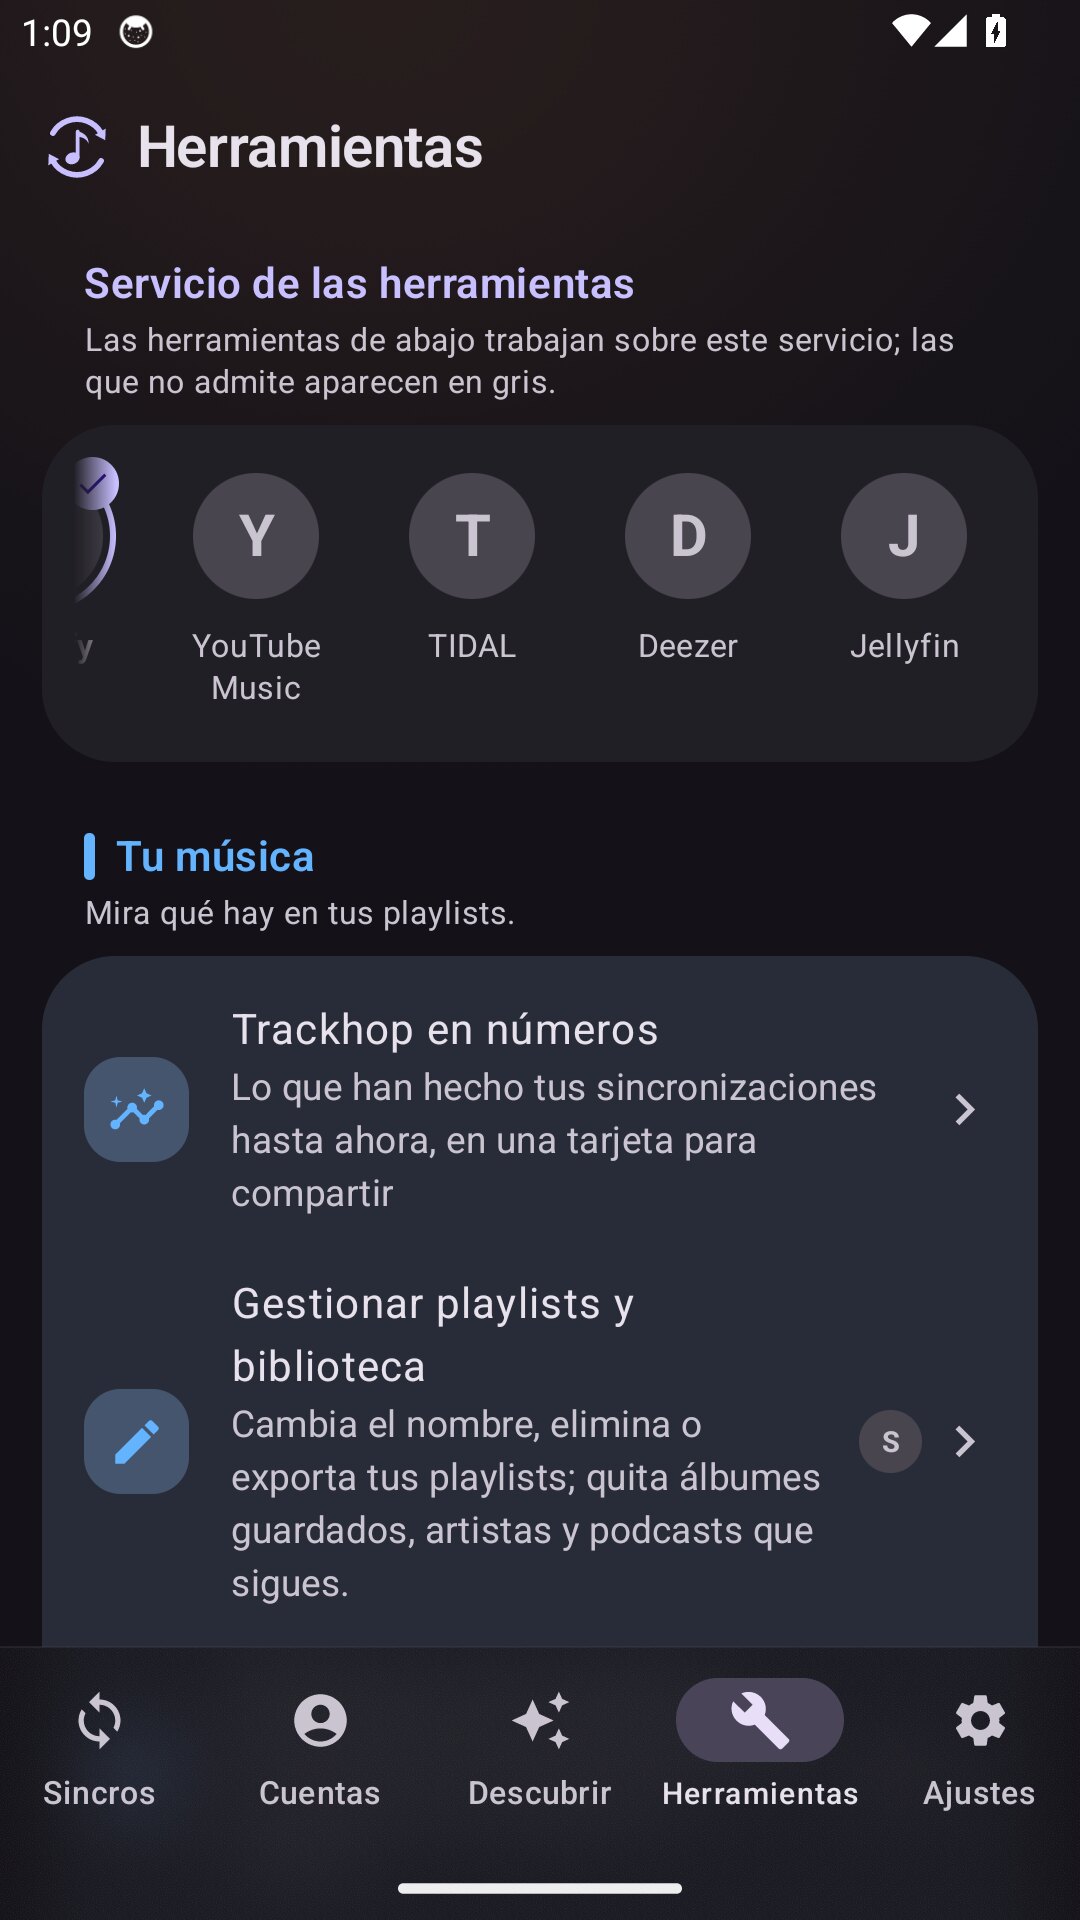 1:09
Herramientas
Servicio de las herramientas
Las herramientas de abajo trabajan sobre este servicio; las
que no admite aparecen en gris.
Y
T
D
J
y
YouTube
Music
TIDAL
Deezer
Jellyfin
Tu música
Mira qué hay en tus playlists.
Trackhop en números
Lo que han hecho tus sincronizaciones
hasta ahora, en una tarjeta para
compartir
Gestionar playlists y
biblioteca
Cambia el nombre, elimina o
exporta tus playlists; quita álbumes
guardados, artistas y podcasts que
sigues.
S
Sincros
Cuentas
Descubrir
Herramientas
Ajustes